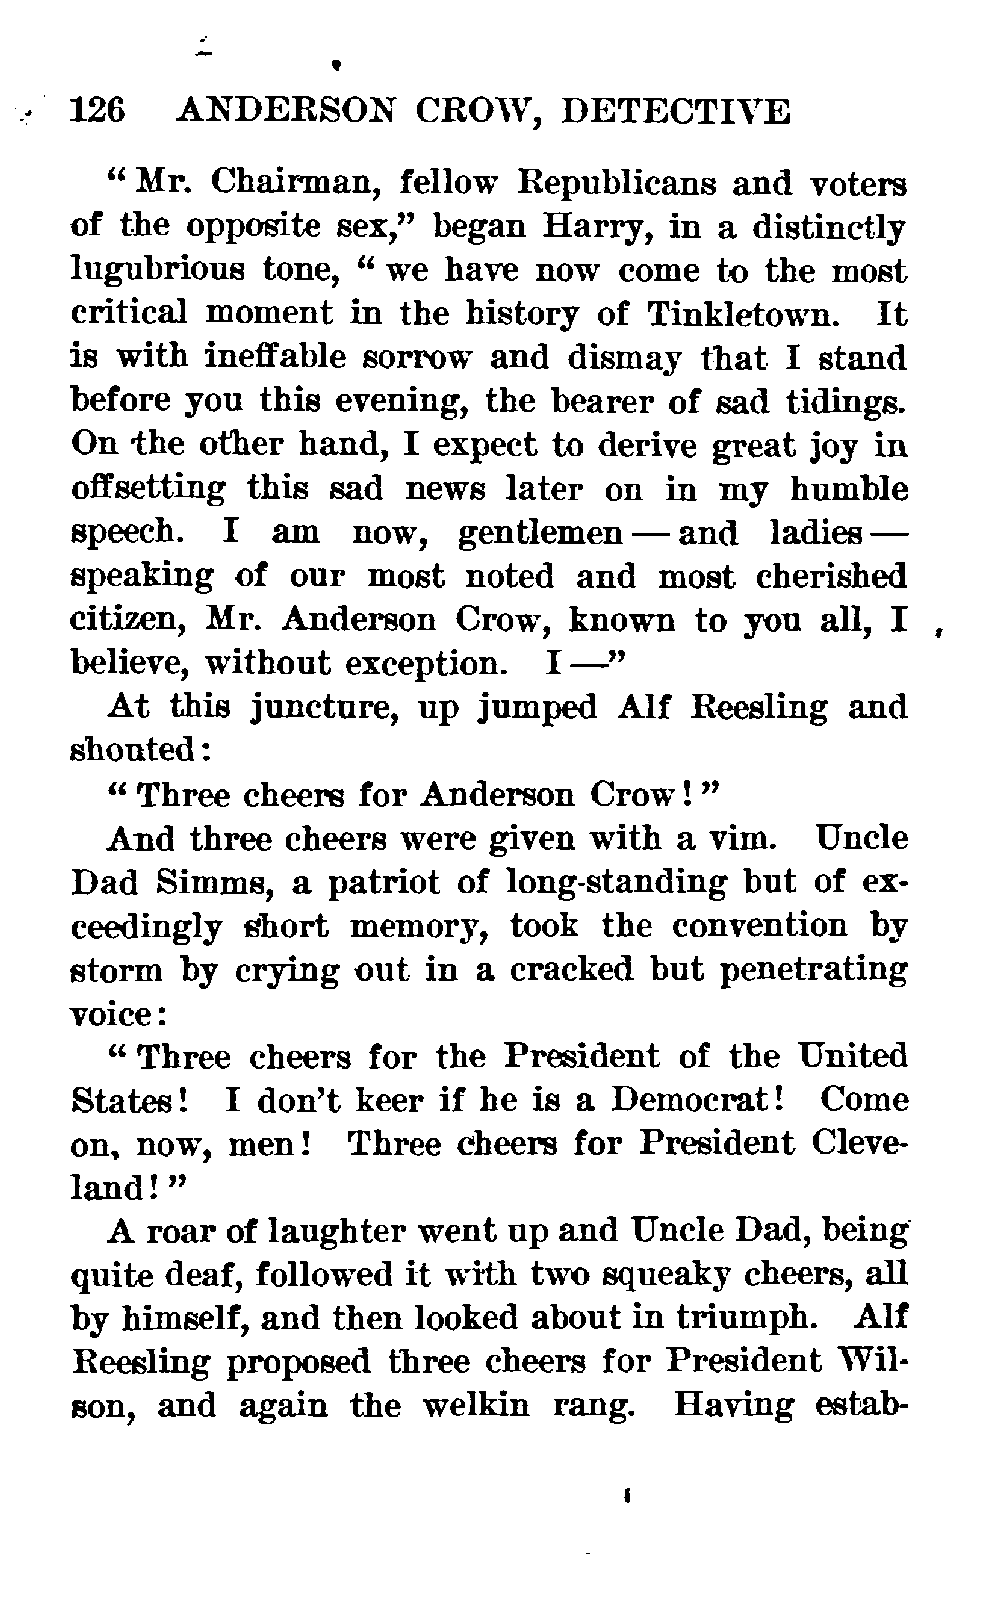 126 ANDERSON CROW, DETECTIVE
“ Mr. Chairman, fellow Republicans and voters
of the opposite sex,” began Harry, in a distinctly
lugubrious tone, “ we have now come to the most
critical moment in the history of Tinkletown. It
is with ineffable sorrow and dismay that I stand
before you this evening, the bearer of sad tidings.
On the other hand, I expect to derive great joy in
offsetting this sad news later on in my humble
speech. I am now, gentlemen — and ladies —
speaking of our most noted and most cherished
citizen, Mr. Anderson Crow, known to you all, I
believe, without exception. I —”
At this juncture, up jumped Alf Reesling and
shouted:
“ Three cheers for Anderson Crow! ”
And three cheers were given with a vim. Uncle
Dad Simms, a patriot of long-standing but of ex-
ceedingly short memory, took the convention by
storm by crying out in a cracked but penetrating
voice:
“ Three cheers for the President of the United
States! I don’t keer if he is a Democrat! Come
on, now, men! Three cheers for President Cleve-
land! ”
A roar of laughter went up and Uncle Dad, being
quite deaf, followed it with two squeaky cheers, all
by himself, and then looked about in triumph. Alf
Reesling proposed three cheers for President Wil-
son, and again the welkin rang. Having estab-